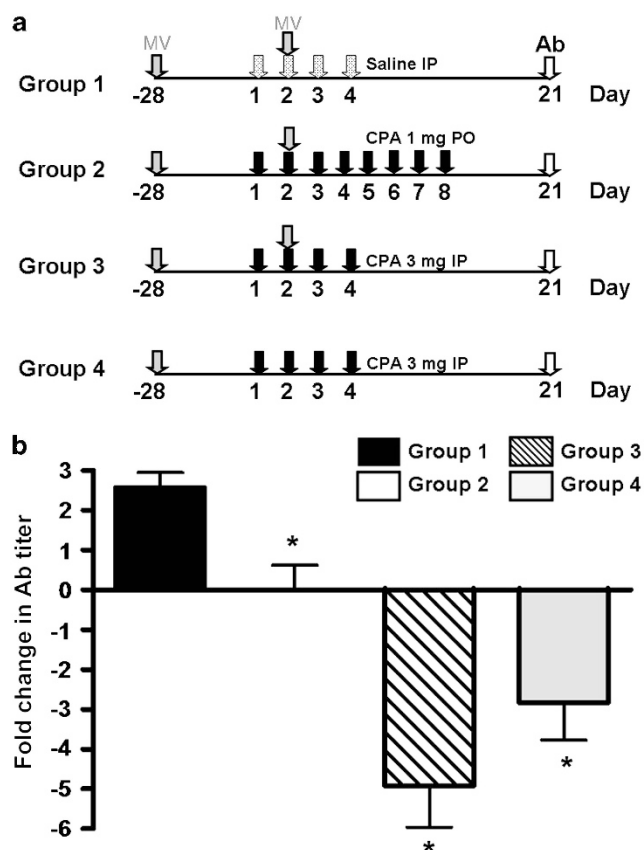 a
MV MV Ab
Saline IP
Group 1
-28 1 2 3 4 21 Day
CPA 1 mg PO
Group 2
-28 1 2 3 4 5 6 7 8 21 Day
Group 3
CPA 3 mg IP
-28 1 2 3 4 21 Day
Group 4
CPA 3 mg IP
-28 1 2 3 4 21 Day
b
Group 1 Group 3
Group 2 Group 4
Fold change in Ab titer
3
2
1
0
-1
-2
-3
-4
-5
-6
*
*
*